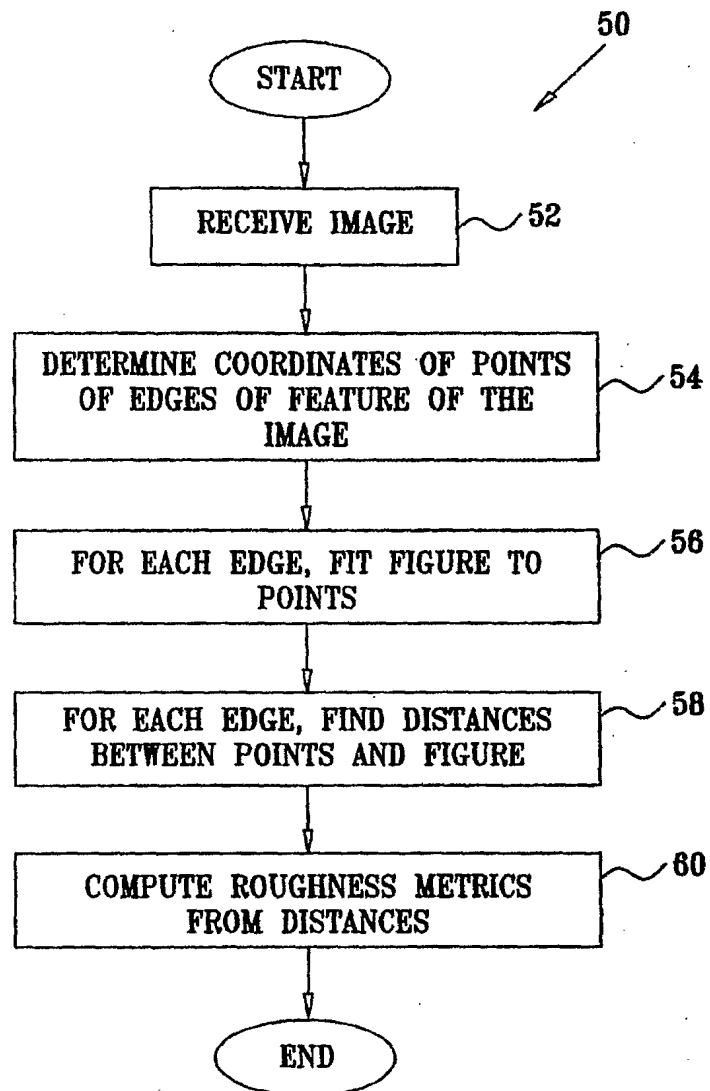 50
START
RECEIVE IMAGE
52
DETERMINE COORDINATES OF POINTS
OF EDGES OF FEATURE OF THE
IMAGE
54
FOR EACH EDGE, FIT FIGURE TO
POINTS
56
FOR EACH EDGE, FIND DISTANCES
BETWEEN POINTS AND FIGURE
58
COMPUTE ROUGHNESS METRICS
FROM DISTANCES
60
END